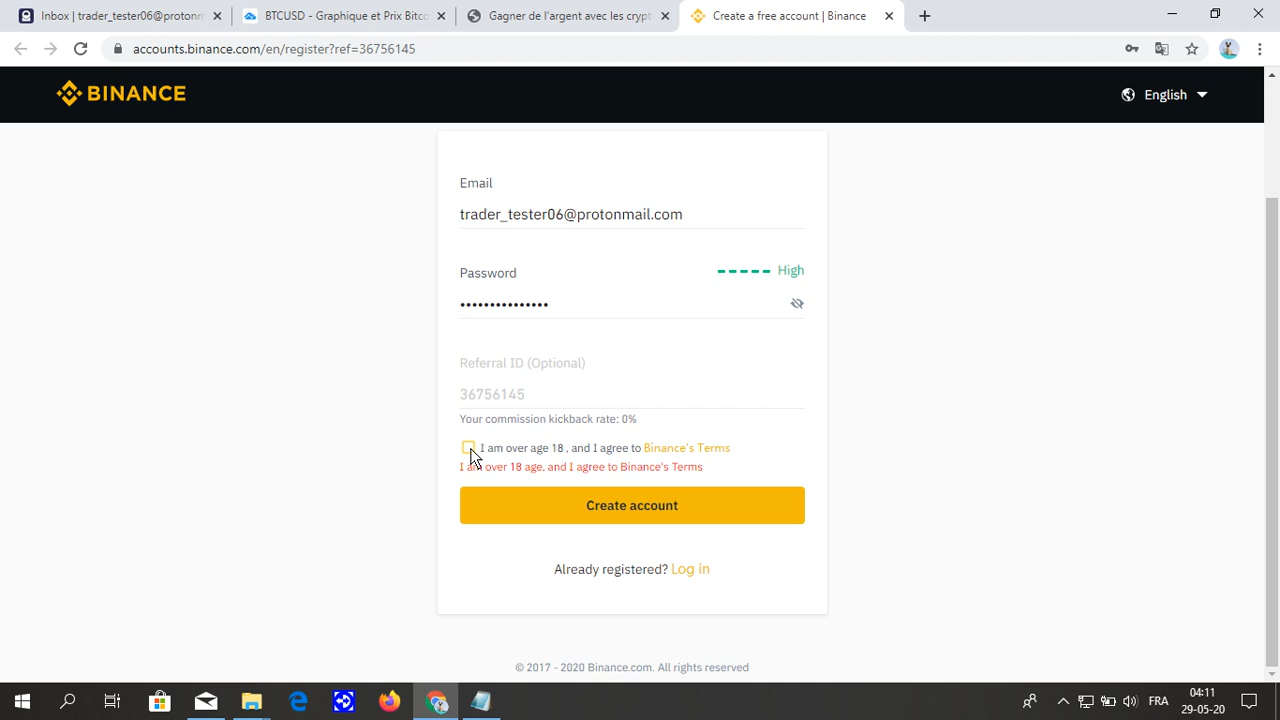 Inbox | trader_tester06@protonm
BTCUSD - Graphique et Prix Bitco
Gagner de l'argent avec les crypt
Create a free account | Binance
accounts.binance.com/en/register?ref=36756145
BINANCE
English
Email
trader_tester06@protonmail.com
Password
High
Referral ID (Optional)
36756145
Your commission kickback rate: 0%
I am over age 18 , and I agree to Binance's Terms
I am over 18 age, and I agree to Binance's Terms
Create account
Already registered? Log in
© 2017 - 2020 Binance.com. All rights reserved
FRA
04:11
29-05-20